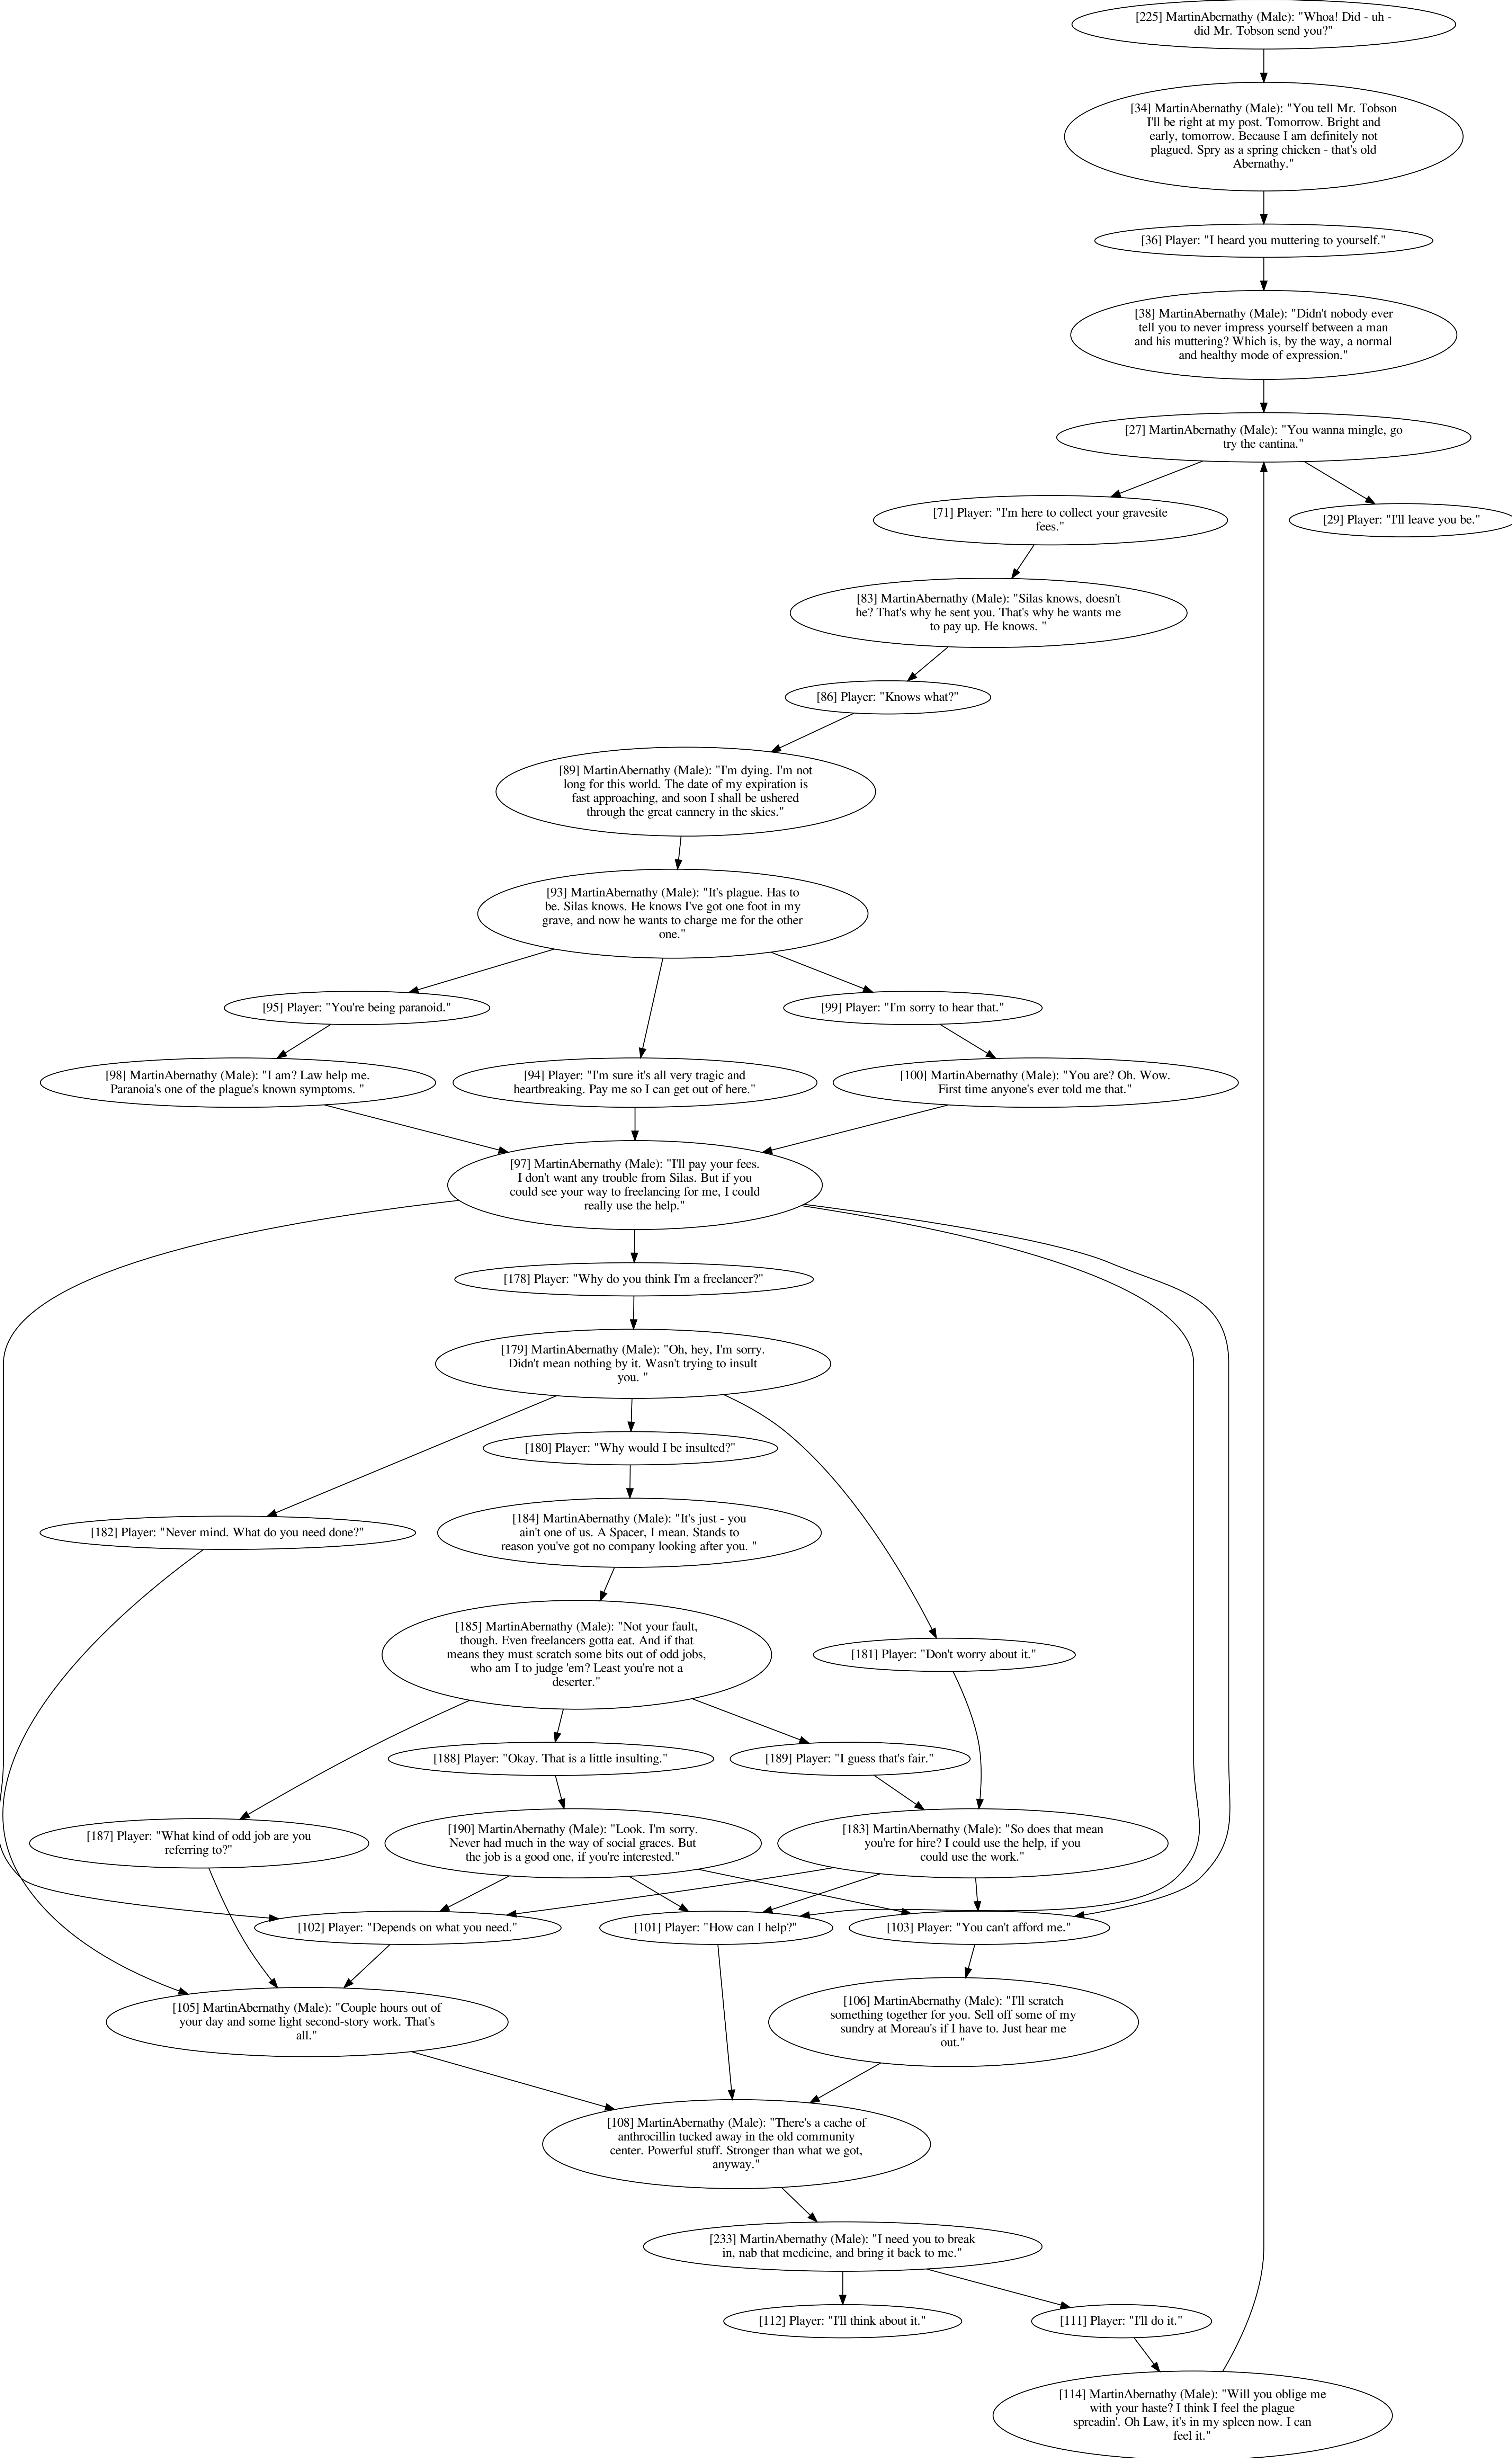 [225] MartinAbernathy (Male): "Whoa! Did - uh -
did Mr. Tobson send you?"
[34] MartinAbernathy (Male): "You tell Mr. Tobson
I'll be right at my post. Tomorrow. Bright and
early, tomorrow. Because I am definitely not
plagued. Spry as a spring chicken - that's old
Abernathy."
[36] Player: "I heard you muttering to yourself."
[38] MartinAbernathy (Male): "Didn't nobody ever
tell you to never impress yourself between a man
and his muttering? Which is, by the way, a normal
and healthy mode of expression."
[27] MartinAbernathy (Male): "You wanna mingle, go
try the cantina."
[71] Player: "I'm here to collect your gravesite
fees."
[29] Player: "I'll leave you be."
[83] MartinAbernathy (Male): "Silas knows, doesn't
he? That's why he sent you. That's why he wants me
to pay up. He knows. "
[86] Player: "Knows what?"
[89] MartinAbernathy (Male): "I'm dying. I'm not
long for this world. The date of my expiration is
fast approaching, and soon I shall be ushered
through the great cannery in the skies."
[93] MartinAbernathy (Male): "It's plague. Has to
be. Silas knows. He knows I've got one foot in my
grave, and now he wants to charge me for the other
one."
[95] Player: "You're being paranoid."
[99] Player: "I'm sorry to hear that."
[98] MartinAbernathy (Male): "I am? Law help me.
Paranoia's one of the plague's known symptoms. "
[94] Player: "I'm sure it's all very tragic and
heartbreaking. Pay me so I can get out of here."
[100] MartinAbernathy (Male): "You are? Oh. Wow.
First time anyone's ever told me that."
[97] MartinAbernathy (Male): "I'll pay your fees.
I don't want any trouble from Silas. But if you
could see your way to freelancing for me, I could
really use the help."
[178] Player: "Why do you think I'm a freelancer?"
[179] MartinAbernathy (Male): "Oh, hey, I'm sorry.
Didn't mean nothing by it. Wasn't trying to insult
you. "
[180] Player: "Why would I be insulted?"
[182] Player: "Never mind. What do you need done?"
[184] MartinAbernathy (Male): "It's just - you
ain't one of us. A Spacer, I mean. Stands to
reason you've got no company looking after you. "
[185] MartinAbernathy (Male): "Not your fault,
though. Even freelancers gotta eat. And if that
means they must scratch some bits out of odd jobs,
who am I to judge 'em? Least you're not a
deserter."
[181] Player: "Don't worry about it."
[188] Player: "Okay. That is a little insulting."
[189] Player: "I guess that's fair."
[187] Player: "What kind of odd job are you
referring to?"
[190] MartinAbernathy (Male): "Look. I'm sorry.
Never had much in the way of social graces. But
the job is a good one, if you're interested."
[183] MartinAbernathy (Male): "So does that mean
you're for hire? I could use the help, if you
could use the work."
[102] Player: "Depends on what you need."
[101] Player: "How can I help?"
[103] Player: "You can't afford me."
[105] MartinAbernathy (Male): "Couple hours out of
your day and some light second-story work. That's
all."
[106] MartinAbernathy (Male): "I'll scratch
something together for you. Sell off some of my
sundry at Moreau's if I have to. Just hear me
out."
[108] MartinAbernathy (Male): "There's a cache of
anthrocillin tucked away in the old community
center. Powerful stuff. Stronger than what we got,
anyway."
[233] MartinAbernathy (Male): "I need you to break
in, nab that medicine, and bring it back to me."
[112] Player: "I'll think about it."
[111] Player: "I'll do it."
[114] MartinAbernathy (Male): "Will you oblige me
with your haste? I think I feel the plague
spreadin'. Oh Law, it's in my spleen now. I can
feel it."